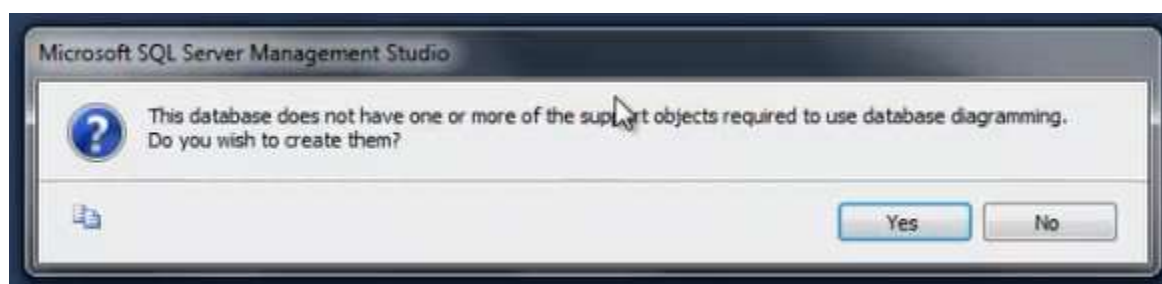 Microsoft SQL Server Management Studio
This database does not have one or more of the support objects required to use database diagramming.
Do you wish to create them?
Yes
No